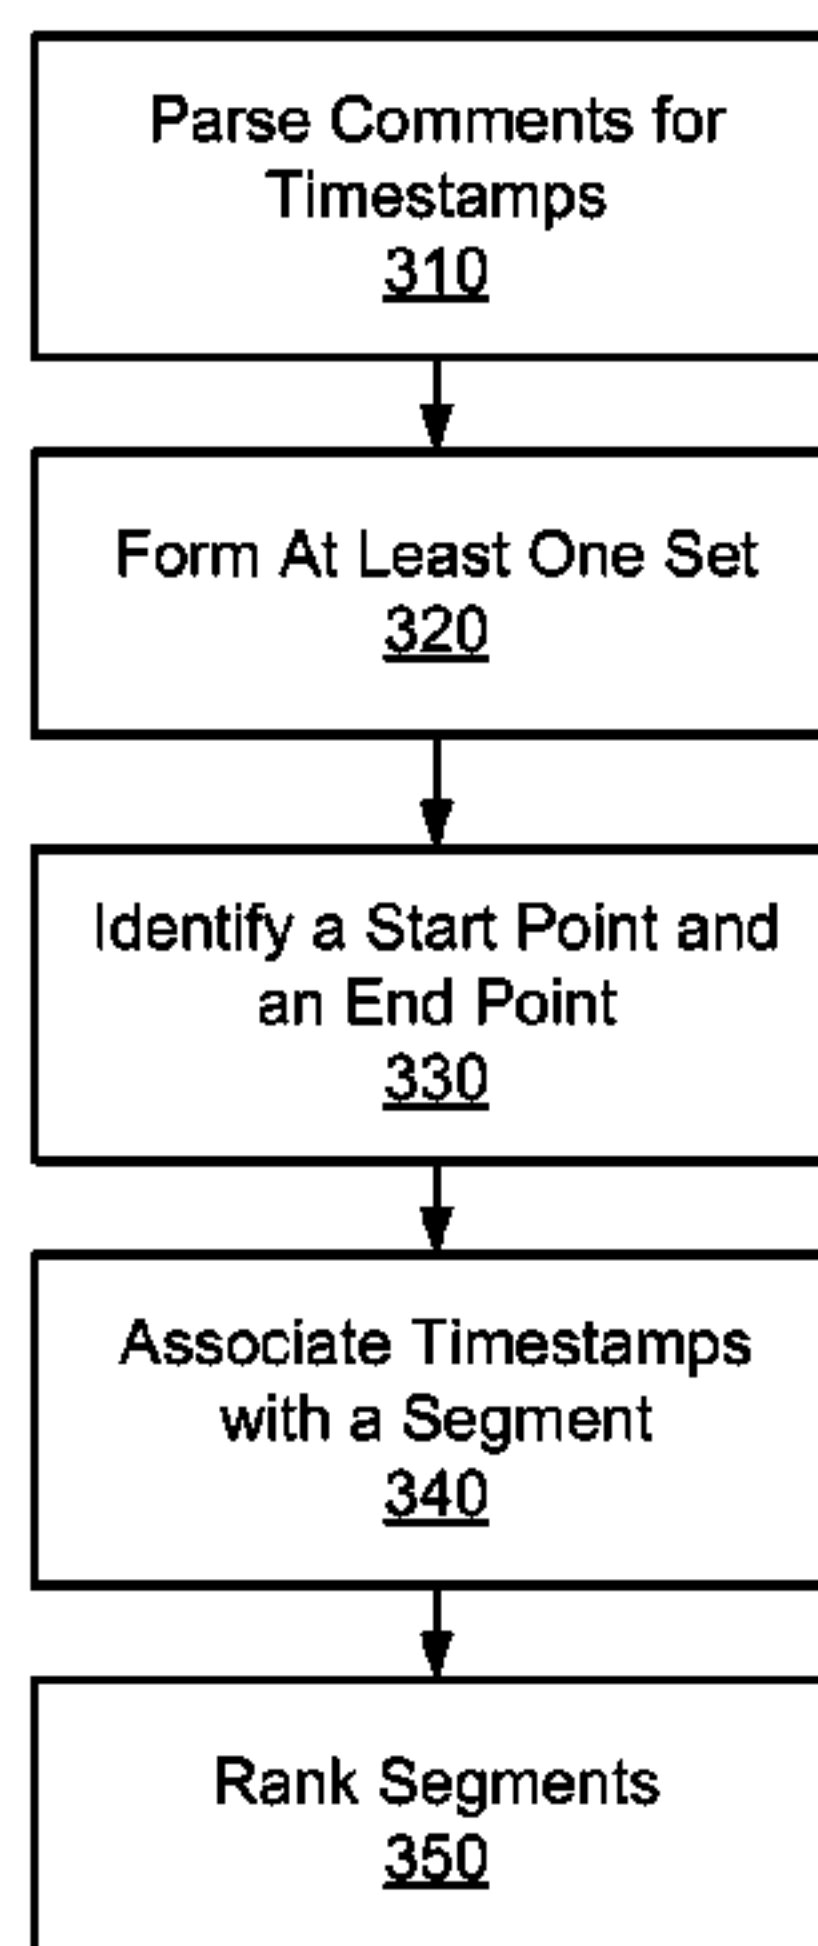 Parse Comments for
Timestamps
310
Form At Least One Set
320
Identify a Start Point and
an End Point
330
Associate Timestamps
with a Segment
340
Rank Segments
350